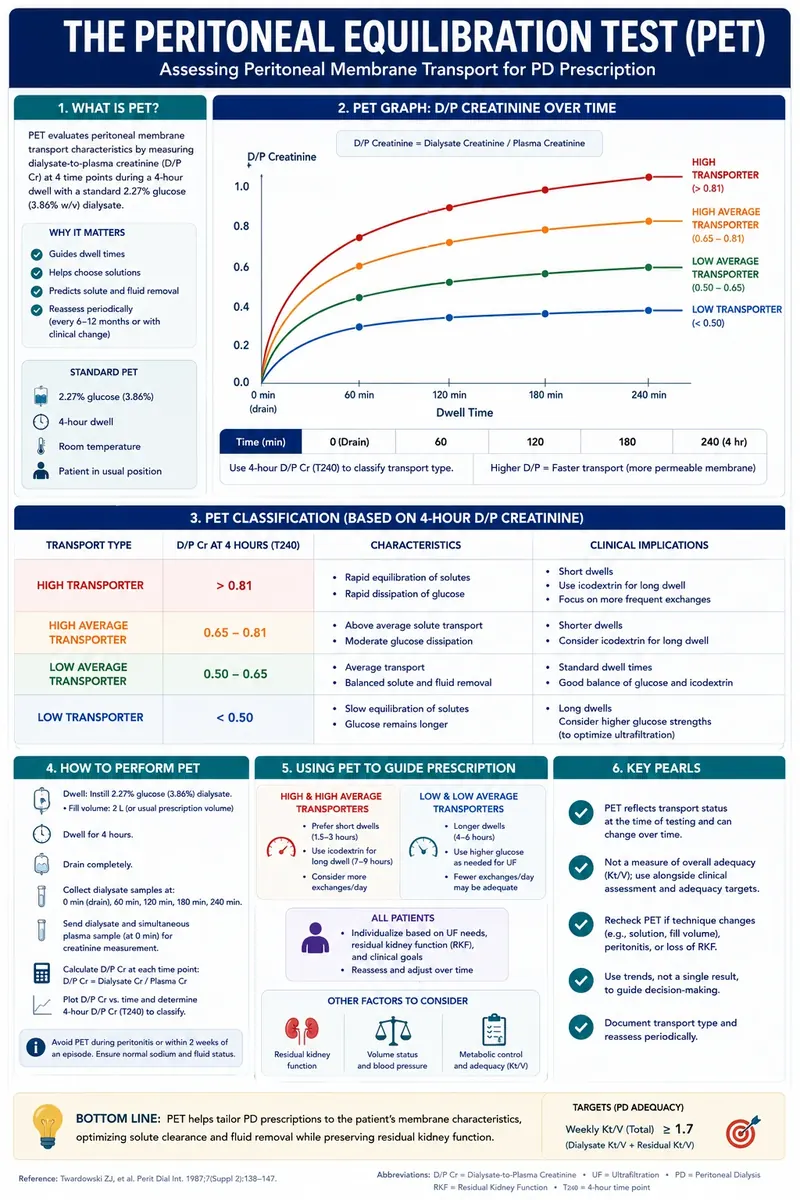 THE PERITONEAL EQUILIBRATION TEST (PET)
Assessing Peritoneal Membrane Transport for PD Prescription
1. WHAT IS PET?
PET evaluates peritoneal membrane
transport characteristics by measuring
dialysate-to-plasma creatinine (D/P
Cr) at 4 time points during a 4-hour
dwell with a standard 2.27% glucose
(3.86% w/v) dialysate.
WHY IT MATTERS
Guides dwell times
Helps choose solutions
Predicts solute and fluid removal
Reassess periodically
(every 6–12 months or with
clinical change)
STANDARD PET
2.27% glucose (3.86%)
4-hour dwell
Room temperature
Patient in usual position
2. PET GRAPH: D/P CREATININE OVER TIME
D/P Creatinine = Dialysate Creatinine / Plasma Creatinine
D/P Creatinine
1.0
0.8
0.6
0.4
0.2
0.0
HIGH
TRANSPORTER
(> 0.81)
HIGH AVERAGE
TRANSPORTER
(0.65 – 0.81)
LOW AVERAGE
TRANSPORTER
(0.50 – 0.65)
LOW TRANSPORTER
(< 0.50)
0 min
(drain)
60 min
120 min
180 min
240 min
Dwell Time
Time (min) 0 (Drain) 60 120 180 240 (4 hr)
Use 4-hour D/P Cr (T240) to classify transport type.
Higher D/P = Faster transport (more permeable membrane)
3. PET CLASSIFICATION (BASED ON 4-HOUR D/P CREATININE)
TRANSPORT TYPE D/P Cr AT 4 HOURS (T240) CHARACTERISTICS CLINICAL IMPLICATIONS
HIGH TRANSPORTER
> 0.81
• Rapid equilibration of solutes
• Rapid dissipation of glucose
• Short dwells
• Use icodextrin for long dwell
• Focus on more frequent exchanges
HIGH AVERAGE
TRANSPORTER
0.65 – 0.81
• Above average solute transport
• Moderate glucose dissipation
• Shorter dwells
• Consider icodextrin for long dwell
LOW AVERAGE
TRANSPORTER
0.50 – 0.65
• Average transport
• Balanced solute and fluid removal
• Standard dwell times
• Good balance of glucose and icodextrin
LOW TRANSPORTER
< 0.50
• Slow equilibration of solutes
• Glucose remains longer
• Long dwells
Consider higher glucose strengths
(to optimize ultrafiltration)
4. HOW TO PERFORM PET
Dwell: Instill 2.27% glucose (3.86%) dialysate.
• Fill volume: 2 L (or usual prescription volume)
Dwell for 4 hours.
Drain completely.
Collect dialysate samples at:
0 min (drain), 60 min, 120 min, 180 min, 240 min.
Send dialysate and simultaneous
plasma sample (at 0 min) for
creatinine measurement.
Calculate D/P Cr at each time point:
D/P Cr = Dialysate Cr / Plasma Cr
Plot D/P Cr vs. time and determine
4-hour D/P Cr (T240) to classify.
Avoid PET during peritonitis or within 2 weeks of
an episode. Ensure normal sodium and fluid status.
5. USING PET TO GUIDE PRESCRIPTION
HIGH & HIGH AVERAGE
TRANSPORTERS
• Prefer short dwells
(1.5–3 hours)
• Use icodextrin for
long dwell (7–9 hours)
• Consider more
exchanges/day
LOW & LOW AVERAGE
TRANSPORTERS
• Longer dwells
(4–6 hours)
• Use higher glucose
as needed for UF
• Fewer exchanges/day
may be adequate
ALL PATIENTS
• Individualize based on UF needs,
residual kidney function (RKF),
and clinical goals
• Reassess and adjust over time
OTHER FACTORS TO CONSIDER
Residual kidney
function
Volume status
and blood pressure
Metabolic control
and adequacy (Kt/V)
6. KEY PEARLS
PET reflects transport status
at the time of testing and can
change over time.
Not a measure of overall adequacy
(Kt/V); use alongside clinical
assessment and adequacy targets.
Recheck PET if technique changes
(e.g., solution, fill volume),
peritonitis, or loss of RKF.
Use trends, not a single result,
to guide decision-making.
Document transport type and
reassess periodically.
BOTTOM LINE: PET helps tailor PD prescriptions to the patient's membrane characteristics,
optimizing solute clearance and fluid removal while preserving residual kidney function.
TARGETS (PD ADEQUACY)
Weekly Kt/V (Total) ≥ 1.7
(Dialysate Kt/V + Residual Kt/V)
Reference: Twardowski ZJ, et al. Perit Dial Int. 1987;7(Suppl 2):138–147.
Abbreviations: D/P Cr = Dialysate-to-Plasma Creatinine • UF = Ultrafiltration • PD = Peritoneal Dialysis
RKF = Residual Kidney Function • T240 = 4-hour time point